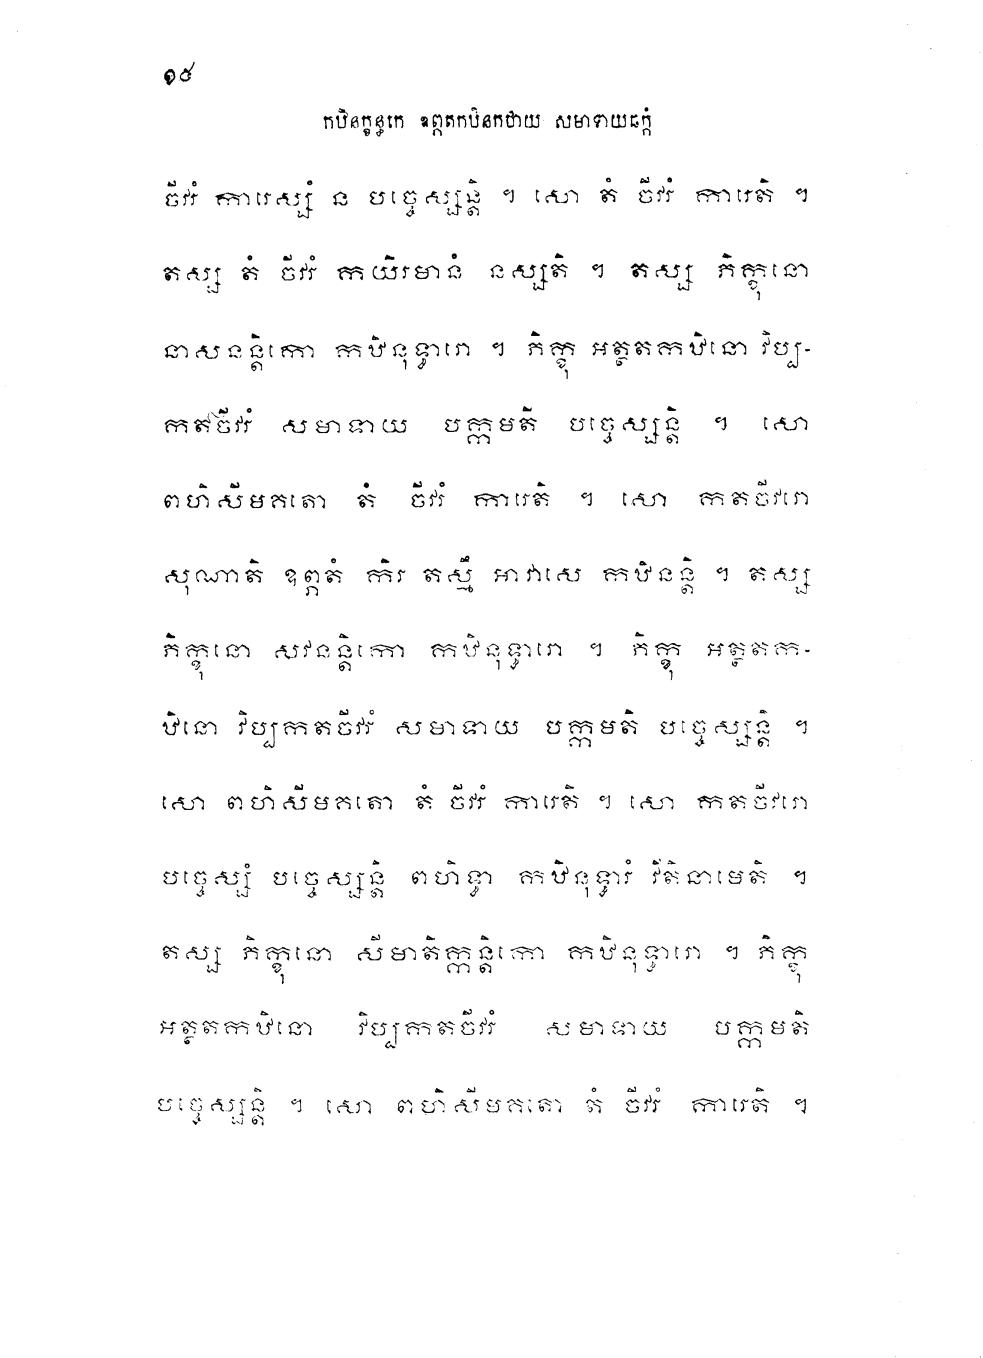 ១៥
កឋិនក្ខន្ធកេ ឧព្ភតកឋិនកថាយ សមាទាយឆក្កំ
ចីវរំ ការេស្សំ ន បច្ចេស្សន្តិ ។ សោ តំ ចីវរំ ការេតិ ។
តស្ស តំ ចីវរំ កយិរមានំ នស្សតិ ។ តស្ស ភិក្ខុនោ
នាសនន្តិកោ កឋិនុទ្ធារោ ។ ភិក្ខុ អត្ថតកឋិនោ វិប្ប-
កតចីវរំ សមាទាយ បក្កមតិ បច្ចេស្សន្តិ ។ សោ
ពហិសីមគតោ តំ ចីវរំ ការេតិ ។ សោ កតចីវរោ
សុណាតិ ឧព្ភតំ កិរ តស្មឹ អាវាសេ កឋិនន្តិ ។ តស្ស
ភិក្ខុនោ សវនន្តិកោ កឋិនុទ្ធារោ ។ ភិក្ខុ អត្ថតក-
ឋិនោ វិប្បកតចីវរំ សមាទាយ បក្កមតិ បច្ចេស្សន្តិ ។
សោ ពហិសីមគតោ តំ ចីវរំ ការេតិ ។ សោ កតចីវរោ
បច្ចេស្សំ បច្ចេស្សន្តិ ពហិទ្ធា កឋិនុទ្ធារំ វីតិនាមេតិ ។
តស្ស ភិក្ខុនោ សីមាតិក្កន្តិកោ កឋិនុទ្ធារោ ។ ភិក្ខុ
អត្ថតកឋិនោ វិប្បកតចីវរំ សមាទាយ បក្កមតិ
បច្ចេស្សន្តិ ។ សោ ពហិសីមគតោ តំ ចីវរំ ការេតិ ។